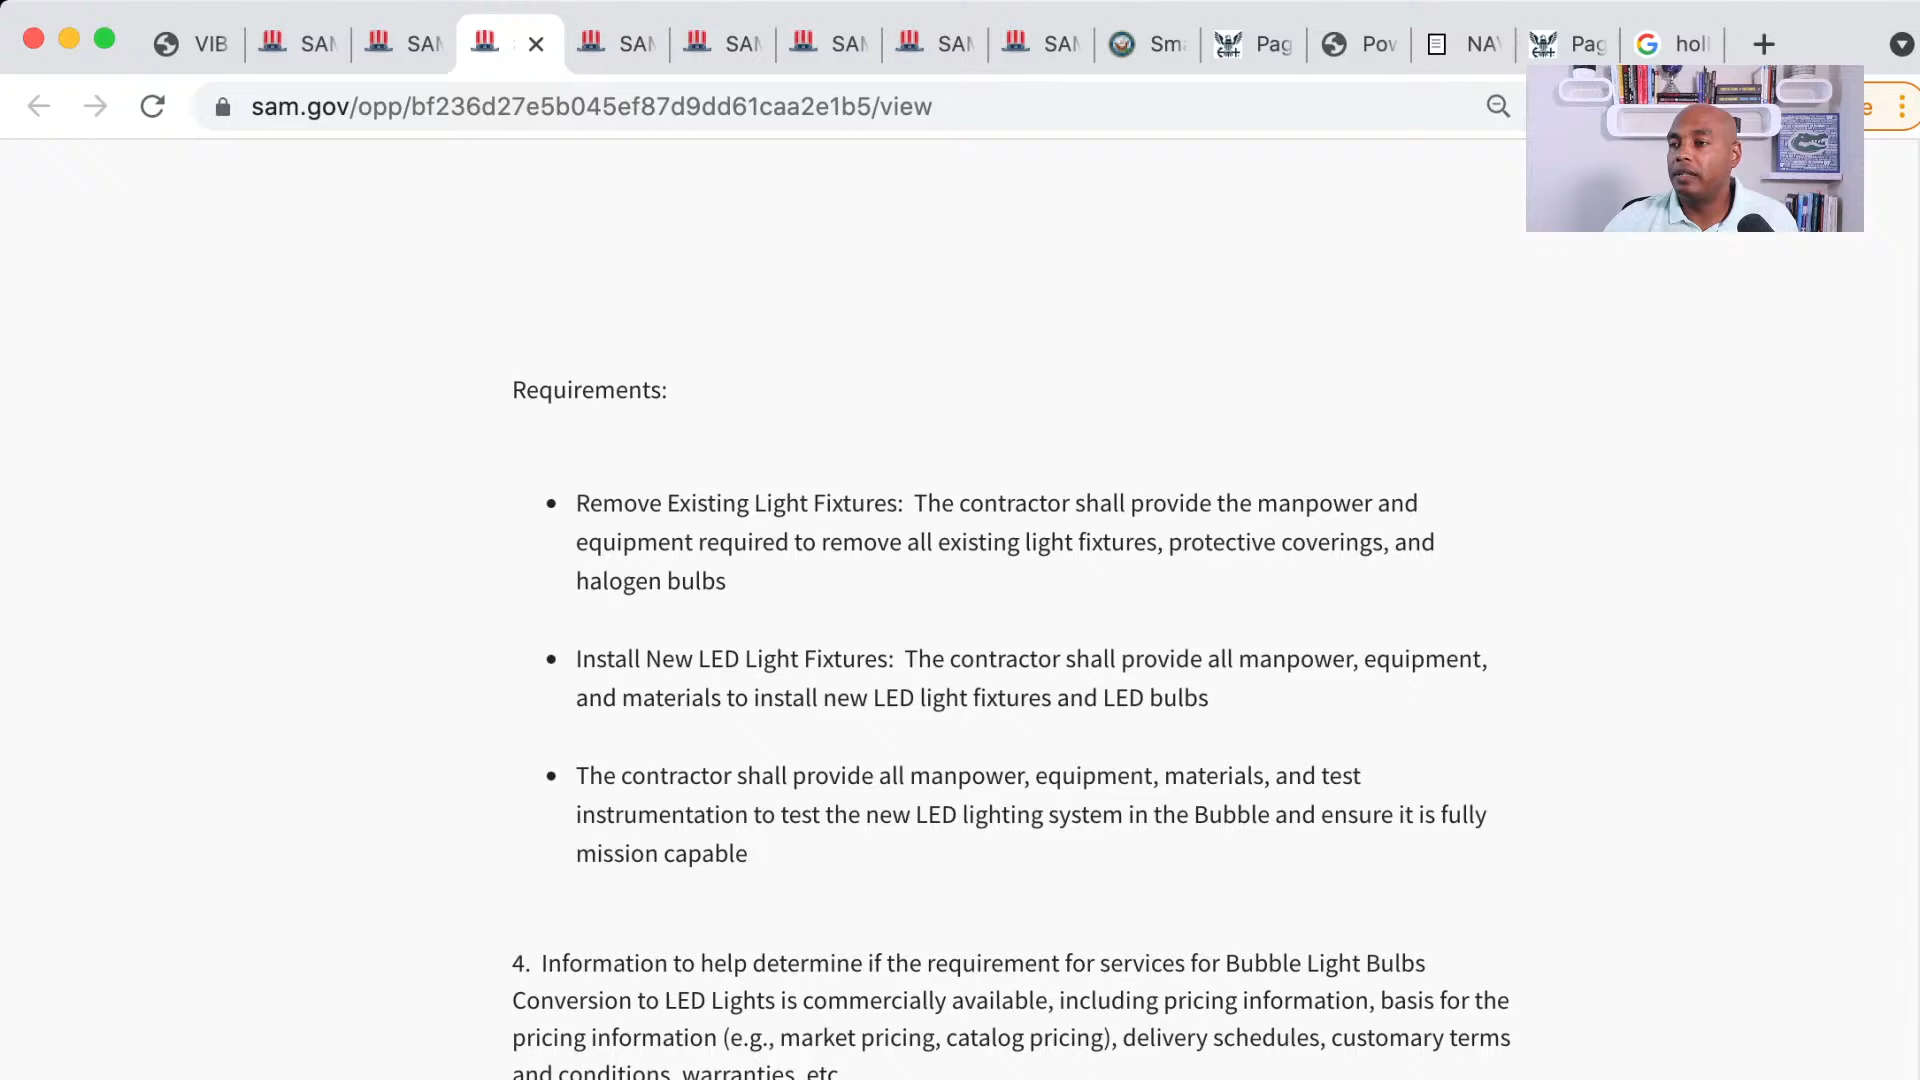 VIB
SAM
SAM
SAM
SAM
SAM
SAM
SAM
Sma
Pag
Pov
NAV
Pag
holl
sam.gov/opp/bf236d27e5b045ef87d9dd61caa2e1b5/view
e
Requirements:
• Remove Existing Light Fixtures:  The contractor shall provide the manpower and
equipment required to remove all existing light fixtures, protective coverings, and
halogen bulbs
• Install New LED Light Fixtures:  The contractor shall provide all manpower, equipment,
and materials to install new LED light fixtures and LED bulbs
• The contractor shall provide all manpower, equipment, materials, and test
instrumentation to test the new LED lighting system in the Bubble and ensure it is fully
mission capable
4.  Information to help determine if the requirement for services for Bubble Light Bulbs
Conversion to LED Lights is commercially available, including pricing information, basis for the
pricing information (e.g., market pricing, catalog pricing), delivery schedules, customary terms
and conditions, warranties, etc